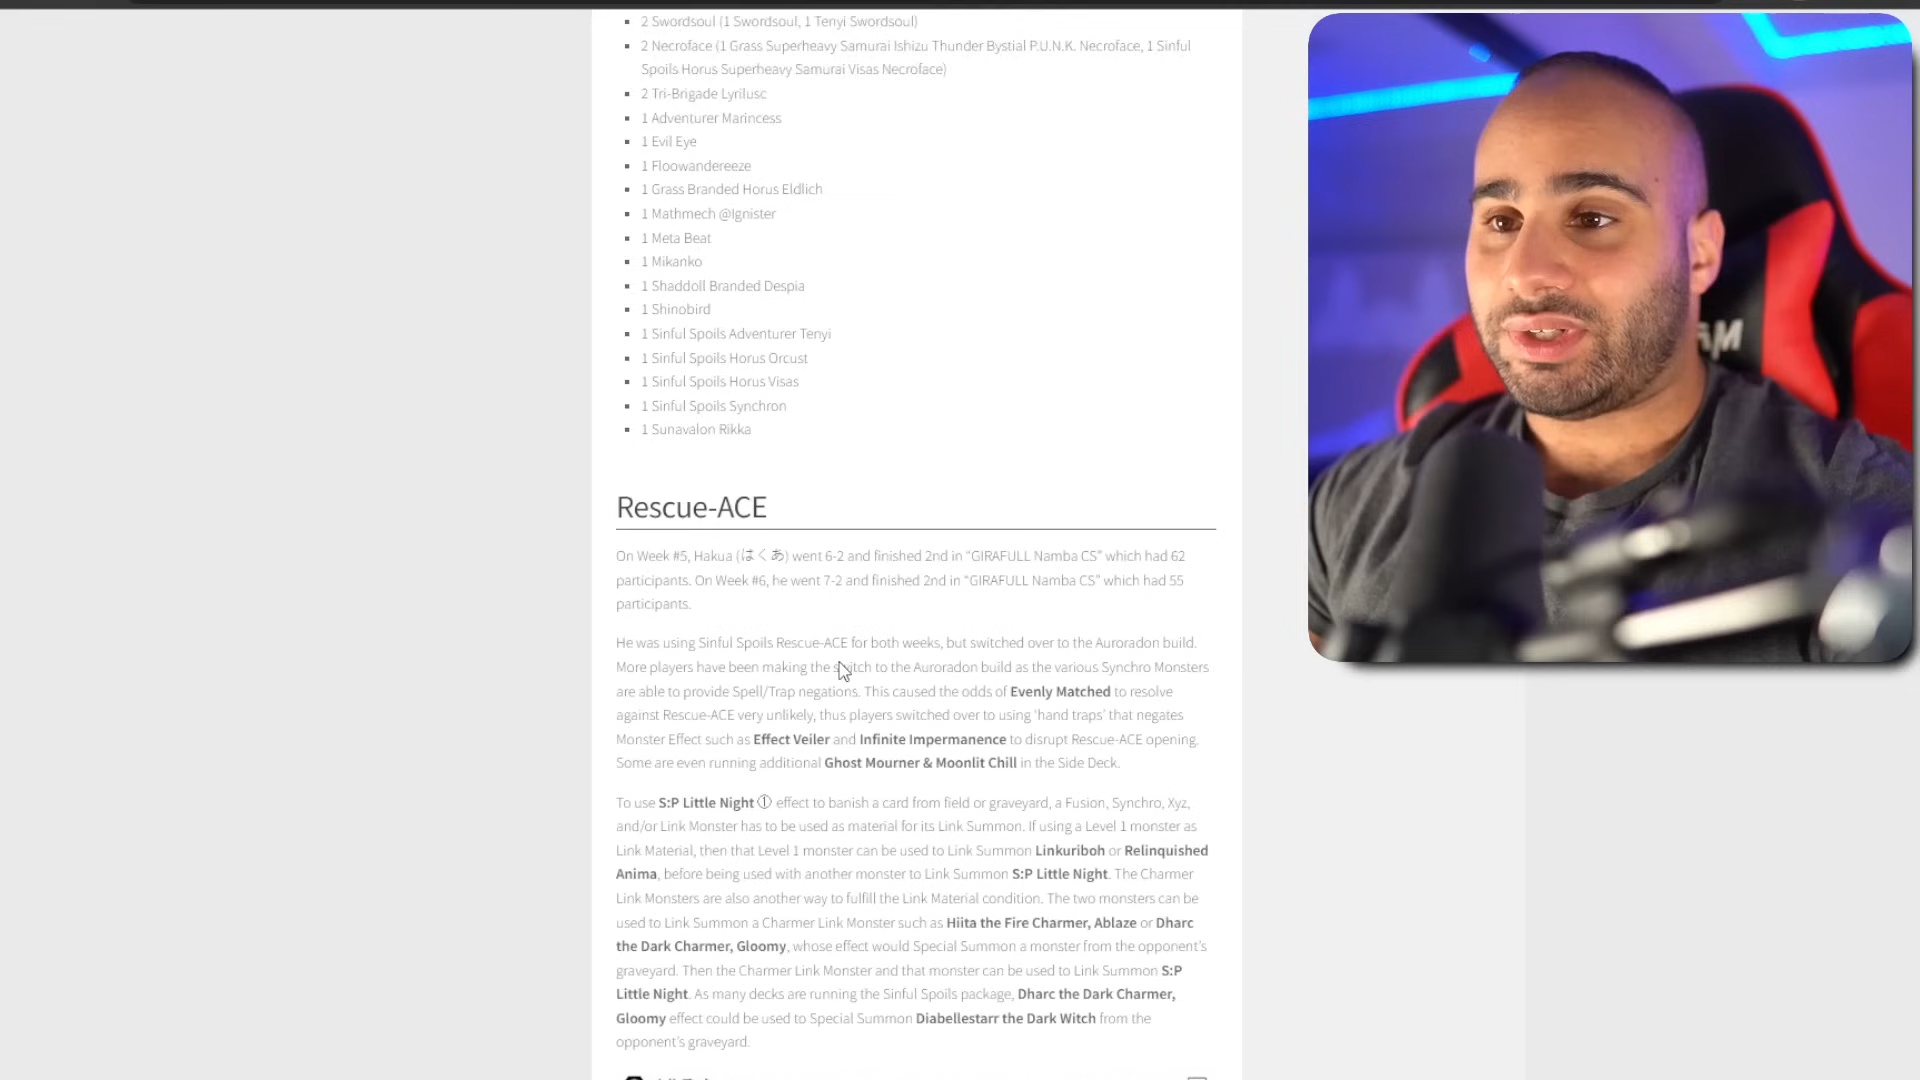 2 Swordsoul (1 Swordsoul, 1 Tenyi Swordsoul)
2 Necroface (1 Grass Superheavy Samurai Ishizu Thunder Bystial P.U.N.K. Necroface, 1 Sinful
Spoils Horus Superheavy Samurai Visas Necroface)
2 Tri-Brigade Lyrilusc
1 Adventurer Marincess
1 Evil Eye
1 Floowandereeze
1 Grass Branded Horus Eldlich
1 Mathmech @Ignister
1 Meta Beat
1 Mikanko
1 Shaddoll Branded Despia
1 Shinobird
1 Sinful Spoils Adventurer Tenyi
1 Sinful Spoils Horus Orcust
1 Sinful Spoils Horus Visas
1 Sinful Spoils Synchron
1 Sunavalon Rikka
Rescue-ACE
On Week #5, Hakua (はくあ) went 6-2 and finished 2nd in “GIRAFULL Namba CS” which had 62
participants. On Week #6, he went 7-2 and finished 2nd in “GIRAFULL Namba CS” which had 55
participants.
He was using Sinful Spoils Rescue-ACE for both weeks, but switched over to the Auroradon build.
More players have been making the switch to the Auroradon build as the various Synchro Monsters
are able to provide Spell/Trap negations. This caused the odds of Evenly Matched to resolve
against Rescue-ACE very unlikely, thus players switched over to using ‘hand traps’ that negates
Monster Effect such as Effect Veiler and Infinite Impermanence to disrupt Rescue-ACE opening.
Some are even running additional Ghost Mourner & Moonlit Chill in the Side Deck.
To use S:P Little Night ① effect to banish a card from field or graveyard, a Fusion, Synchro, Xyz,
and/or Link Monster has to be used as material for its Link Summon. If using a Level 1 monster as
Link Material, then that Level 1 monster can be used to Link Summon Linkuriboh or Relinquished
Anima, before being used with another monster to Link Summon S:P Little Night. The Charmer
Link Monsters are also another way to fulfill the Link Material condition. The two monsters can be
used to Link Summon a Charmer Link Monster such as Hiita the Fire Charmer, Ablaze or Dharc
the Dark Charmer, Gloomy, whose effect would Special Summon a monster from the opponent's
graveyard. Then the Charmer Link Monster and that monster can be used to Link Summon S:P
Little Night. As many decks are running the Sinful Spoils package, Dharc the Dark Charmer,
Gloomy effect could be used to Special Summon Diabellestarr the Dark Witch from the
opponent's graveyard.